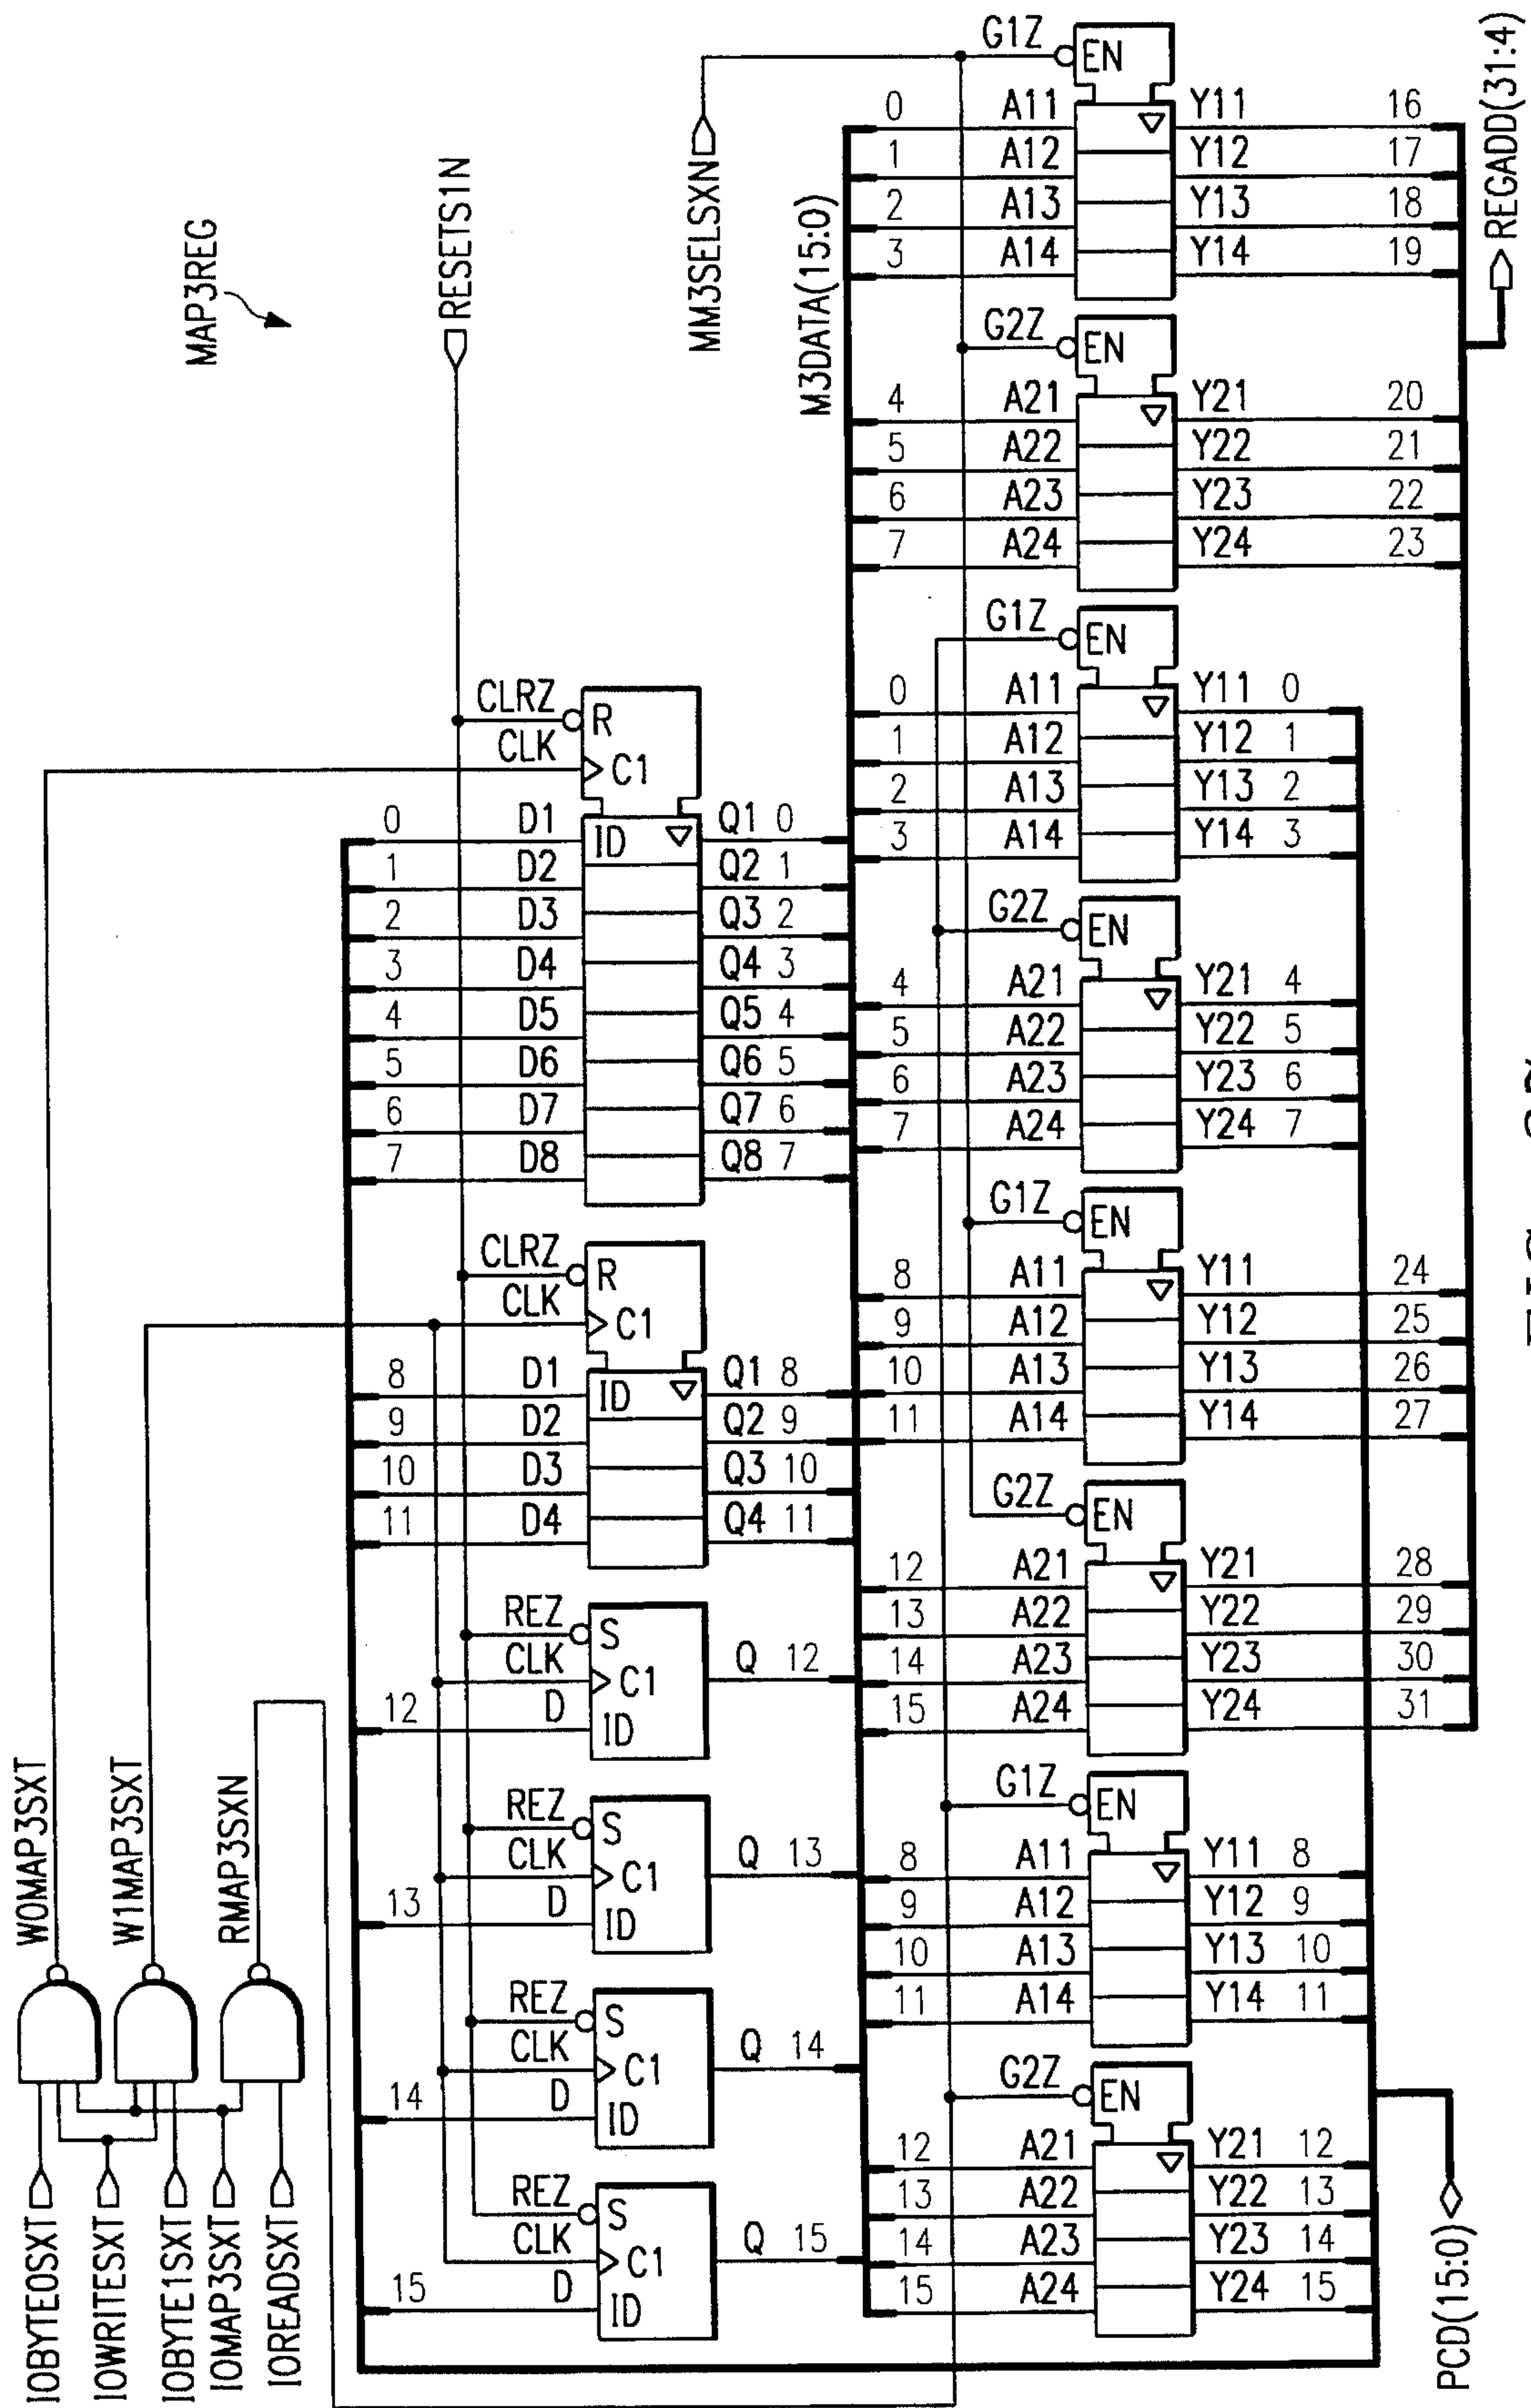 MAP3REG
IOBYTE0SXT
IOWRITESXT
IOBYTE1SXT
IOMAP3SXT
IOREADSXT
W0MAP3SXT
W1MAP3SXT
RMAP3SXN
RESETS1N
MM3SELSXN
M3DATA(15:0)
REGADD(31:4)
PCD(15:0)
CLRZ R
CLK C1
0 D1 ID Q1 0
1 D2 Q2 1
2 D3 Q3 2
3 D4 Q4 3
4 D5 Q5 4
5 D6 Q6 5
6 D7 Q7 6
7 D8 Q8 7
CLRZ R
CLK C1
8 D1 ID Q1 8
9 D2 Q2 9
10 D3 Q3 10
11 D4 Q4 11
REZ S
CLK C1 Q 12
12 D ID
REZ S
CLK C1 Q 13
13 D ID
REZ S
CLK C1 Q 14
14 D ID
REZ S
CLK C1 Q 15
15 D ID
G1Z EN
0 A11 Y11 16
1 A12 Y12 17
2 A13 Y13 18
3 A14 Y14 19
G2Z EN
4 A21 Y21 20
5 A22 Y22 21
6 A23 Y23 22
7 A24 Y24 23
G1Z EN
0 A11 Y11 0
1 A12 Y12 1
2 A13 Y13 2
3 A14 Y14 3
G2Z EN
4 A21 Y21 4
5 A22 Y22 5
6 A23 Y23 6
7 A24 Y24 7
G1Z EN
8 A11 Y11 24
9 A12 Y12 25
10 A13 Y13 26
11 A14 Y14 27
G2Z EN
12 A21 Y21 28
13 A22 Y22 29
14 A23 Y23 30
15 A24 Y24 31
G1Z EN
8 A11 Y11 8
9 A12 Y12 9
10 A13 Y13 10
11 A14 Y14 11
G2Z EN
12 A21 Y21 12
13 A22 Y22 13
14 A23 Y23 14
15 A24 Y24 15